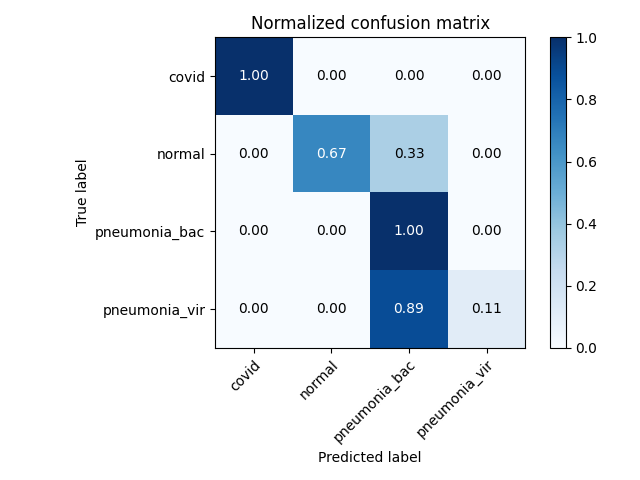 Normalized confusion matrix
covid 1.00 0.00 0.00 0.00
normal 0.00 0.67 0.33 0.00
pneumonia_bac 0.00 0.00 1.00 0.00
pneumonia_vir 0.00 0.00 0.89 0.11
covid normal pneumonia_bac pneumonia_vir
True label
Predicted label
1.0
0.8
0.6
0.4
0.2
0.0